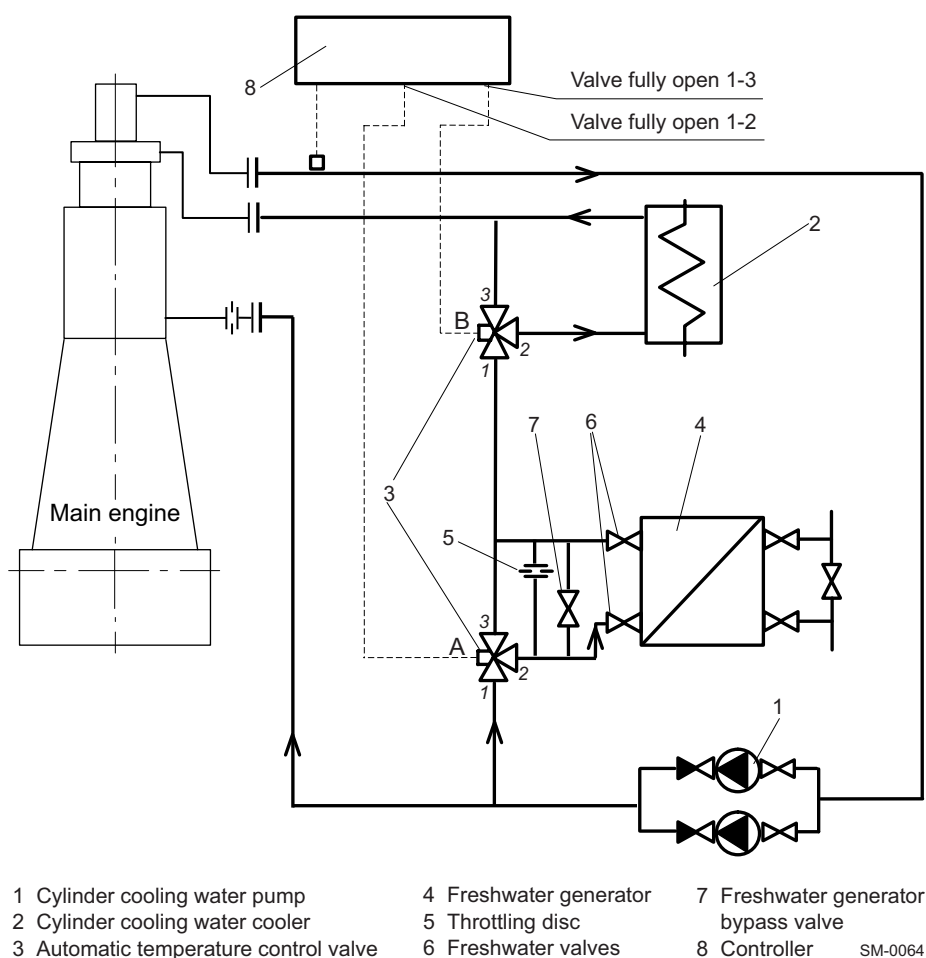 8
Valve fully open 1-3
Valve fully open 1-2
2
3
B
2
1
7
6
4
3
Main engine
5
3
A
2
1
1
1 Cylinder cooling water pump
2 Cylinder cooling water cooler
3 Automatic temperature control valve
4 Freshwater generator
5 Throttling disc
6 Freshwater valves
7 Freshwater generator
bypass valve
8 Controller
SM-0064